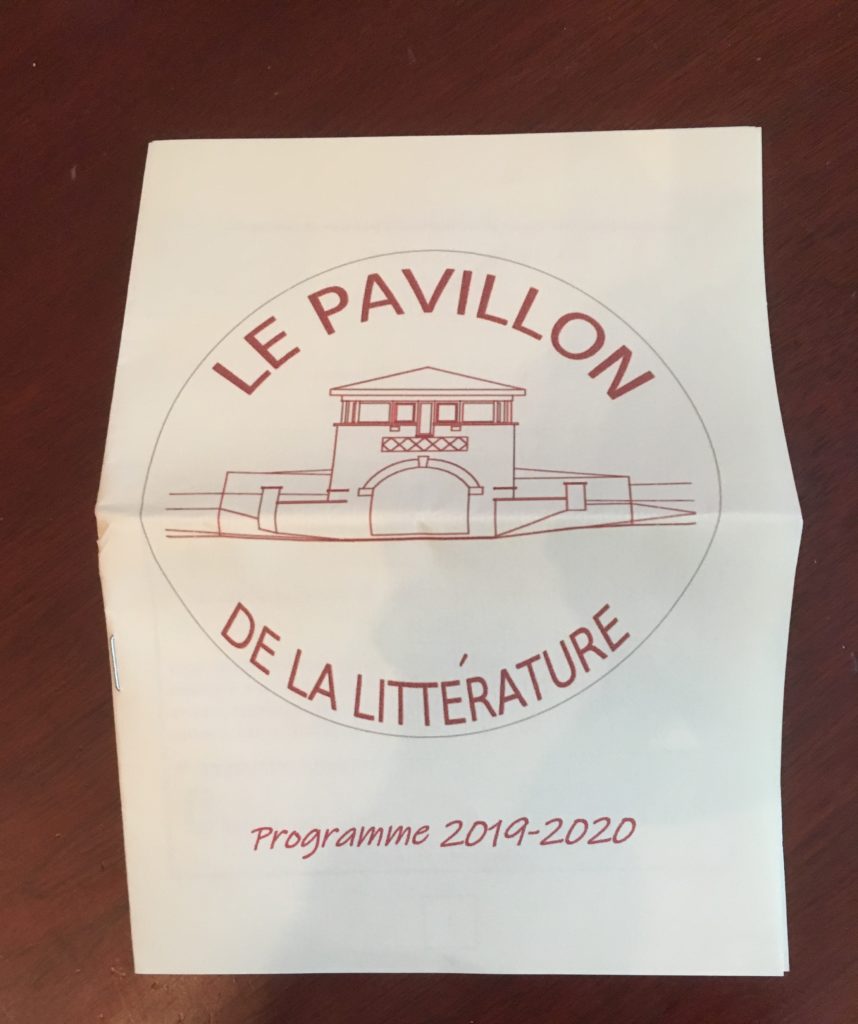 LE PAVILLON
DE LA LITTÉRATURE
Programme 2019-2020